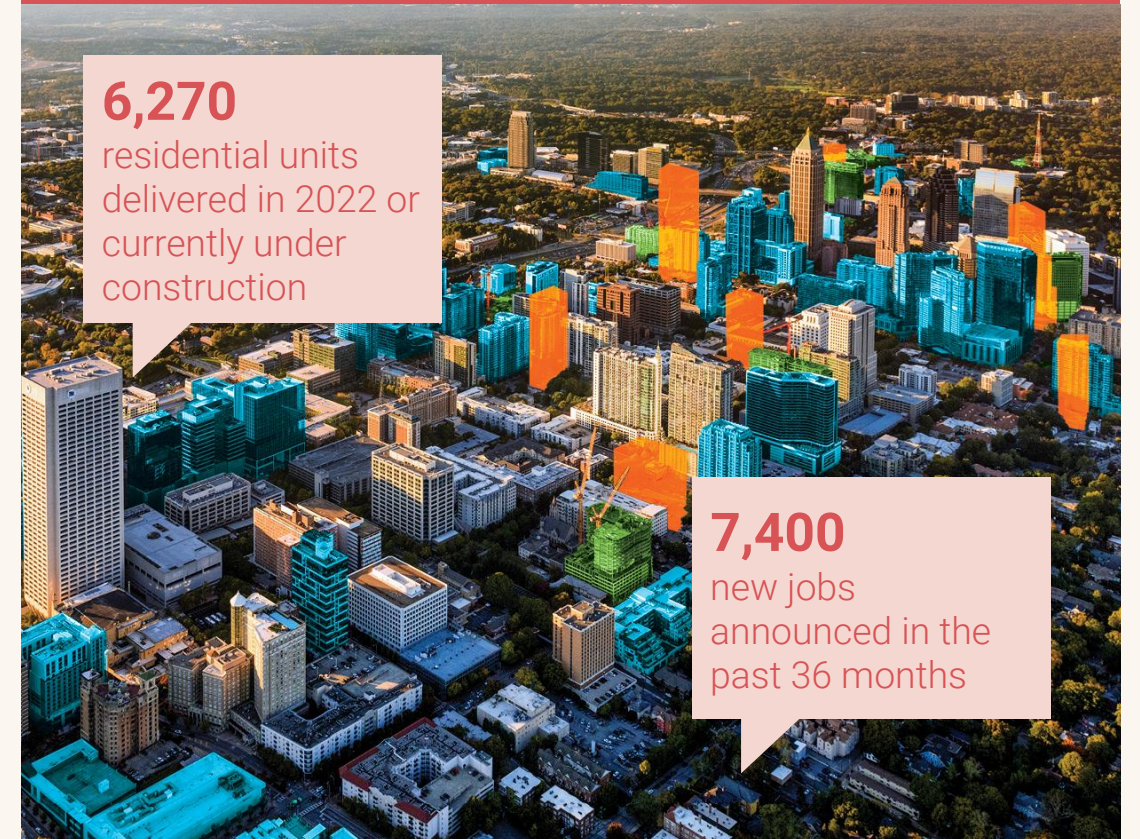 6,270
residential units
delivered in 2022 or
currently under
construction
7,400
new jobs
announced in the
past 36 months